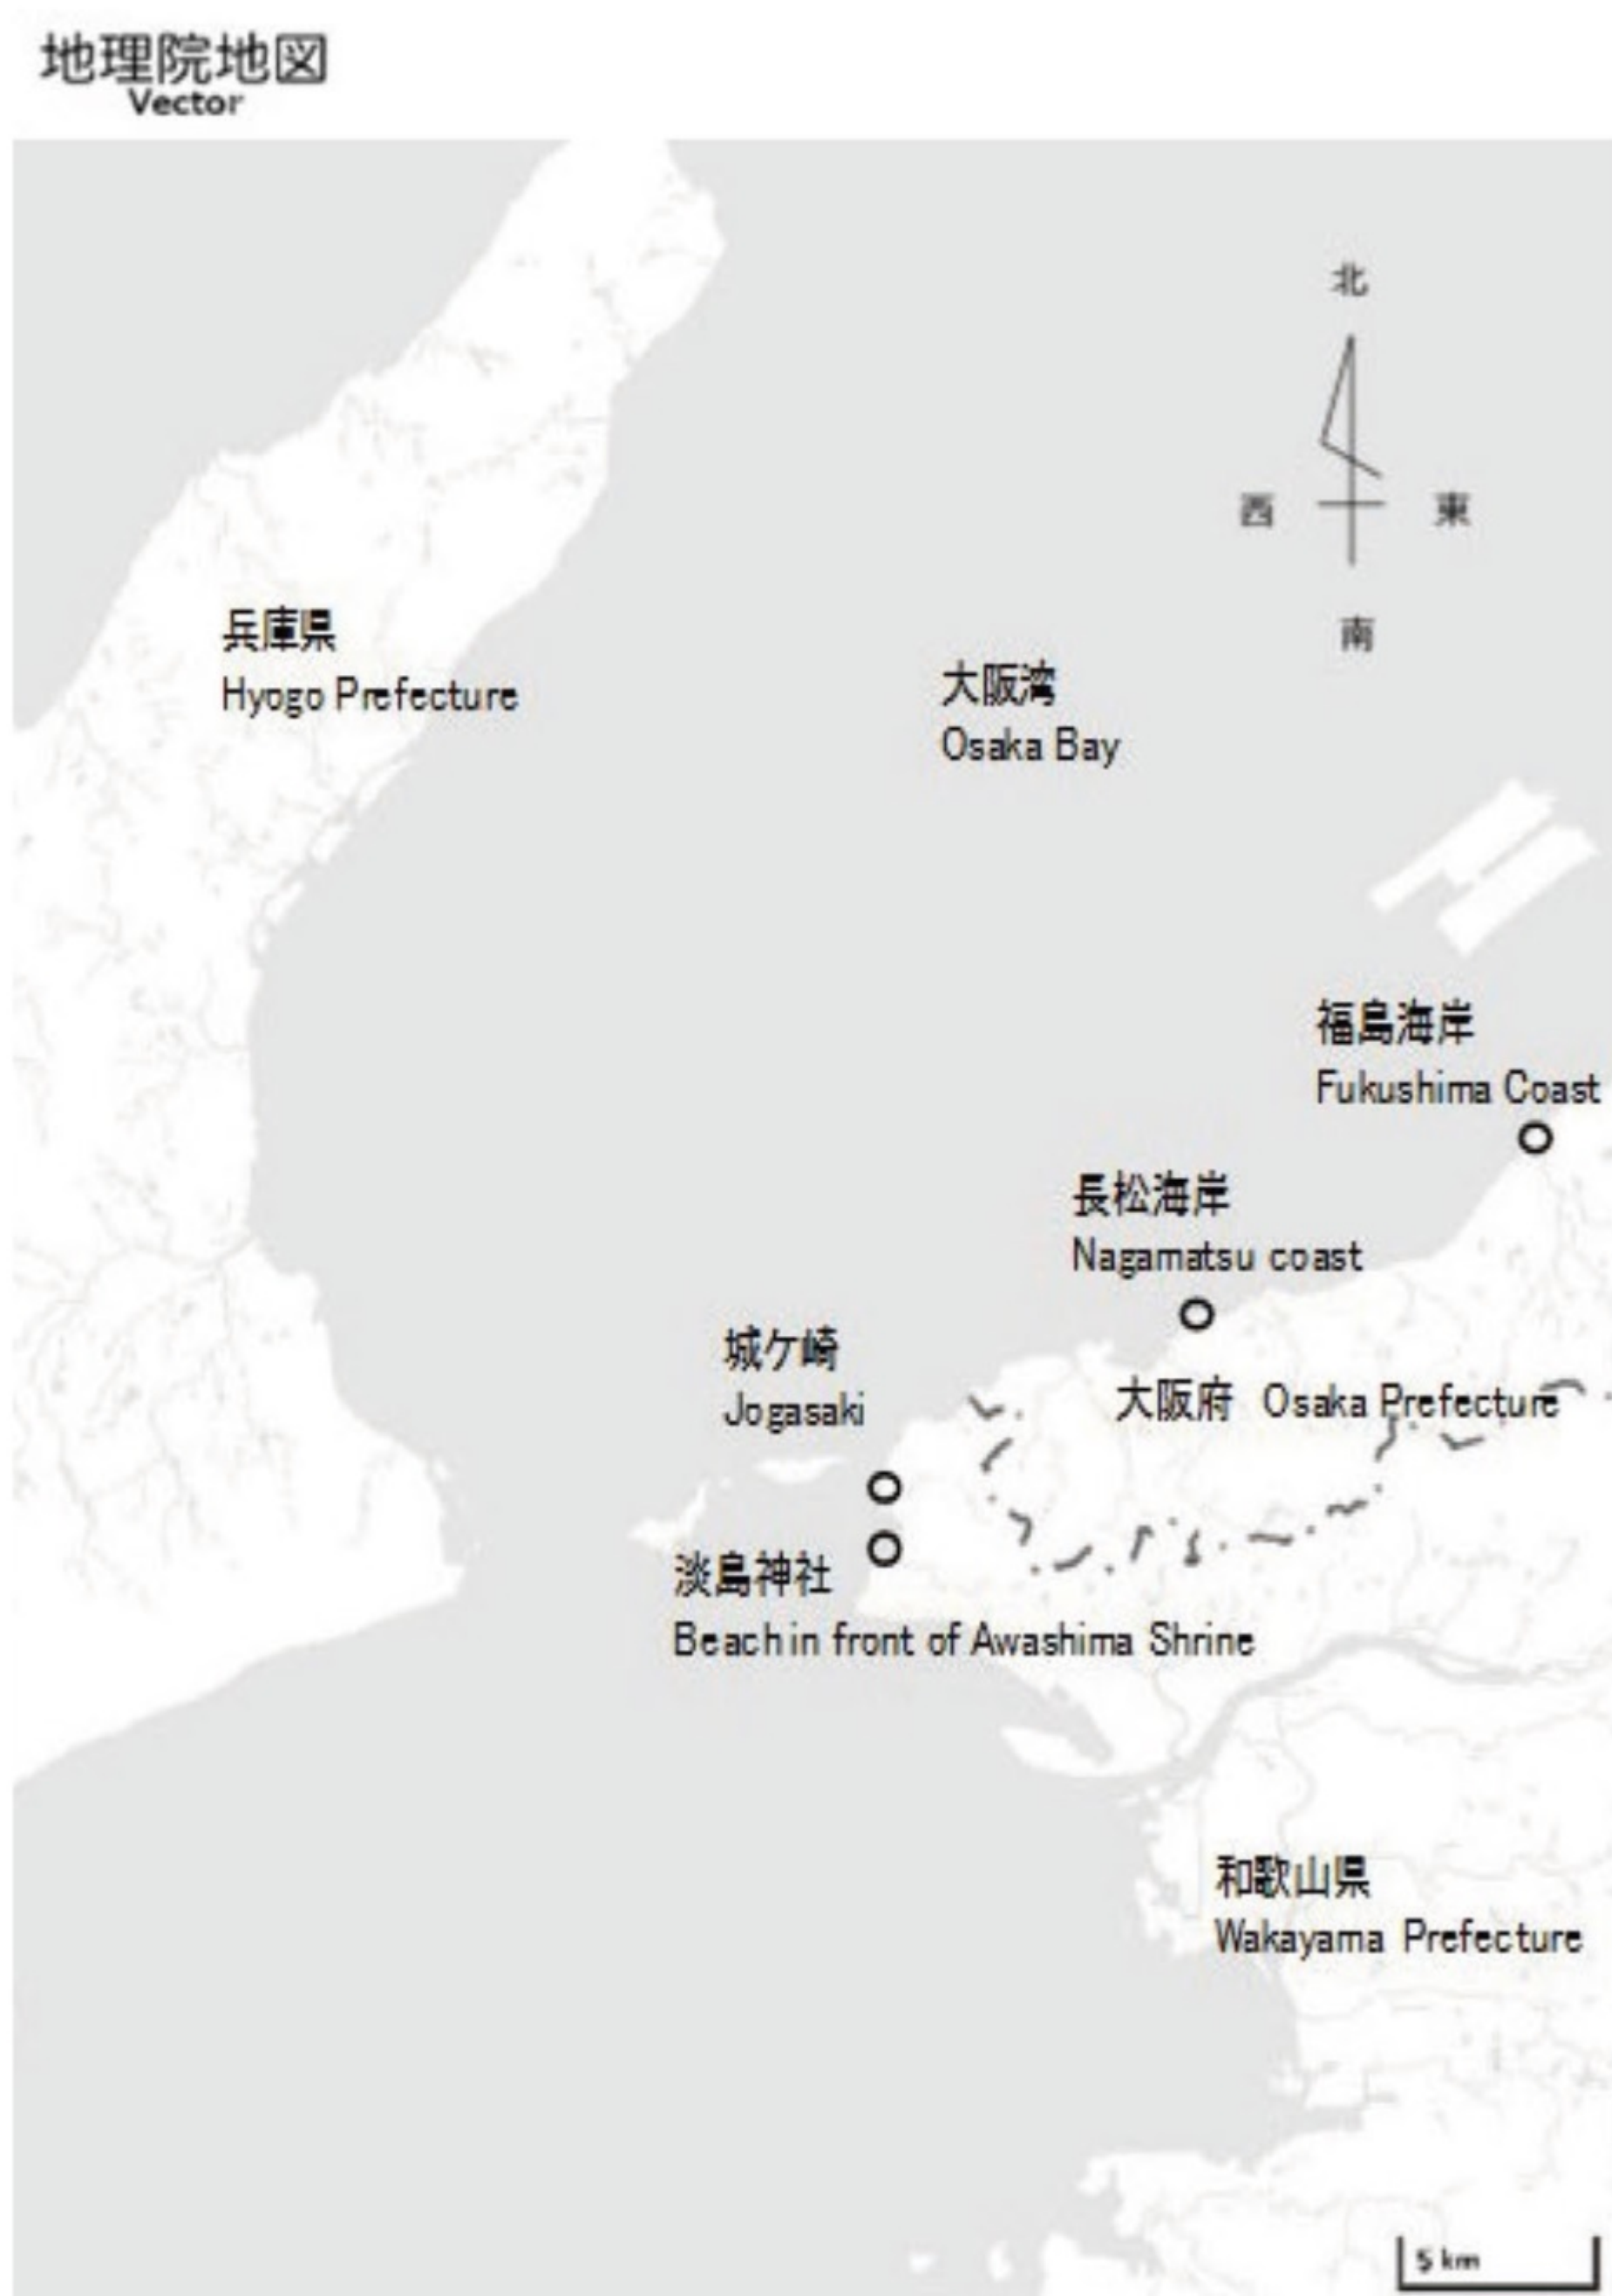 地理院地図
Vector
北
西
東
南
兵庫県
Hyogo Prefecture
大阪湾
Osaka Bay
福島海岸
Fukushima Coast
長松海岸
Nagamatsu coast
城ケ崎
Jogasaki
大阪府 Osaka Prefecture
淡島神社
Beach in front of Awashima Shrine
和歌山県
Wakayama Prefecture
5 km